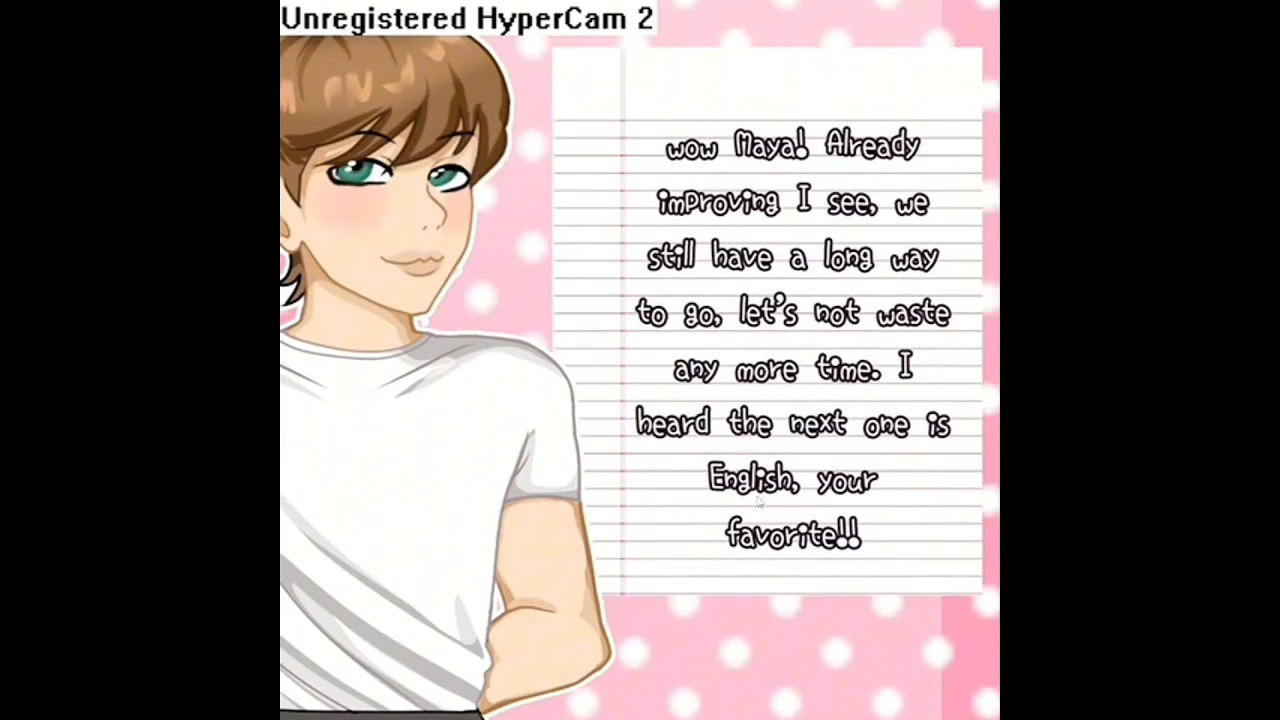 Unregistered HyperCam 2
wow Maya! Already
improving I see, we
still have a long way
to go, let's not waste
any more time. I
heard the next one is
English, your
favorite!!